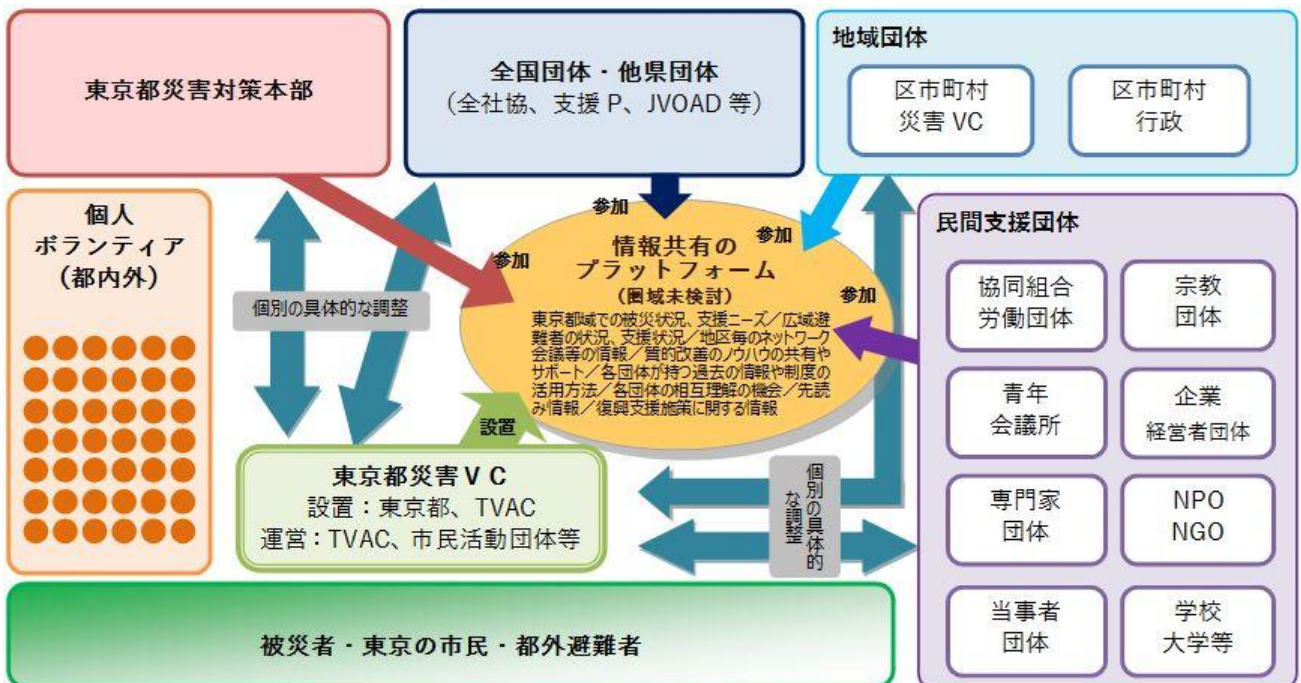 東京都災害対策本部
全国団体・他県団体
（全社協、支援 P、JVOAD 等）
地域団体
区市町村
災害 VC
区市町村
行政
個人
ボランティア
（都内外）
個別の具体的な調整
参加
参加
参加
参加
情報共有の
プラットフォーム
（圏域未検討）
東京都域での被災状況、支援ニーズ／広域避
難者の状況、支援状況／地区毎のネットワーク
会議等の情報／質的改善のノウハウの共有や
サポート／各団体が持つ過去の情報や制度の
活用方法／各団体の相互理解の機会／先読
み情報／復興支援施策に関する情報
設置
東京都災害ＶＣ
設置：東京都、TVAC
運営：TVAC、市民活動団体等
個別の具体的
な調整
民間支援団体
協同組合
労働団体
宗教
団体
青年
会議所
企業
経営者団体
専門家
団体
NPO
NGO
当事者
団体
学校
大学等
被災者・東京の市民・都外避難者